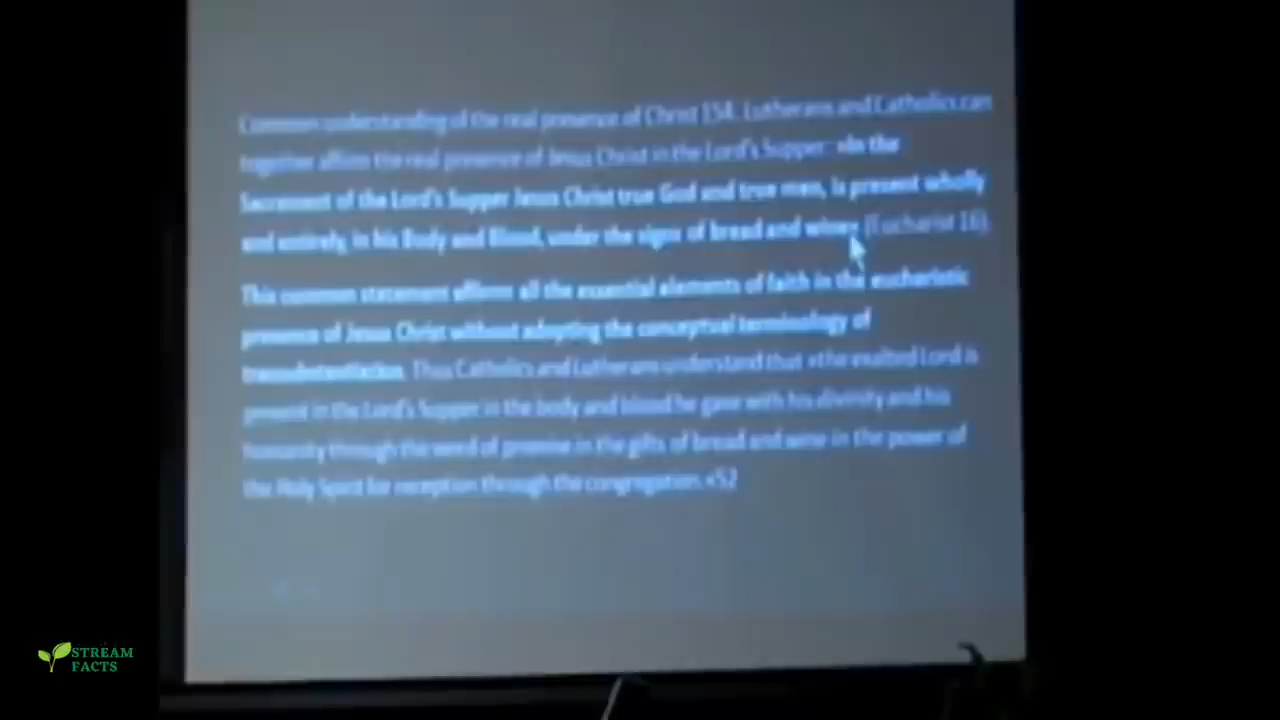 Common understanding of the real presence of Christ 154. Lutherans and Catholics can
together affirm the real presence of Jesus Christ in the Lord's Supper: »In the
Sacrament of the Lord's Supper Jesus Christ true God and true man, is present wholly
and entirely, in his Body and Blood, under the signs of bread and wine« (Eucharist 16).
This common statement affirms all the essential elements of faith in the eucharistic
presence of Jesus Christ without adopting the conceptual terminology of
transubstantiation. Thus Catholics and Lutherans understand that »the exalted Lord is
present in the Lord's Supper in the body and blood he gave with his divinity and his
humanity through the word of promise in the gifts of bread and wine in the power of
the Holy Spirit for reception through the congregation. «52
STREAM
FACTS